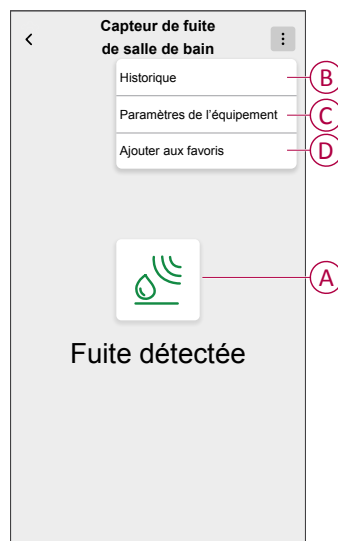 Capteur de fuite
de salle de bain
Historique
B
Paramètres de l'équipement
C
Ajouter aux favoris
D
A
Fuite détectée